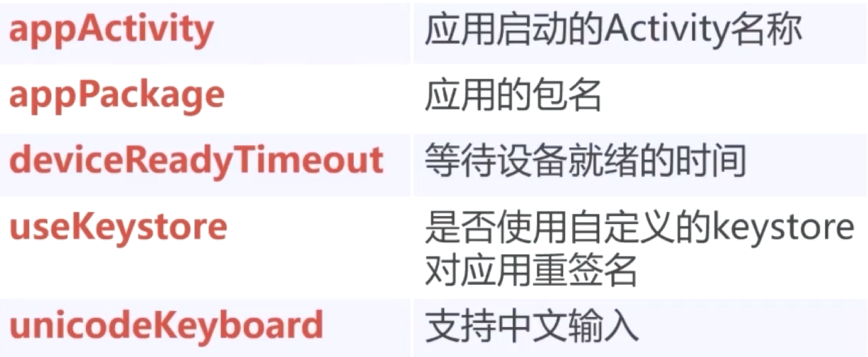 appActivity 应用启动的Activity名称
appPackage 应用的包名
deviceReadyTimeout 等待设备就绪的时间
useKeystore 是否使用自定义的keystore
对应用重签名
unicodeKeyboard 支持中文输入